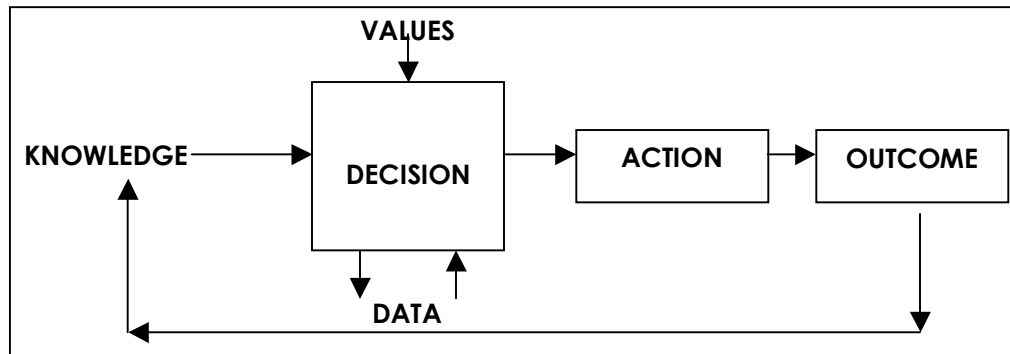 VALUES
KNOWLEDGE
DECISION
ACTION
OUTCOME
DATA